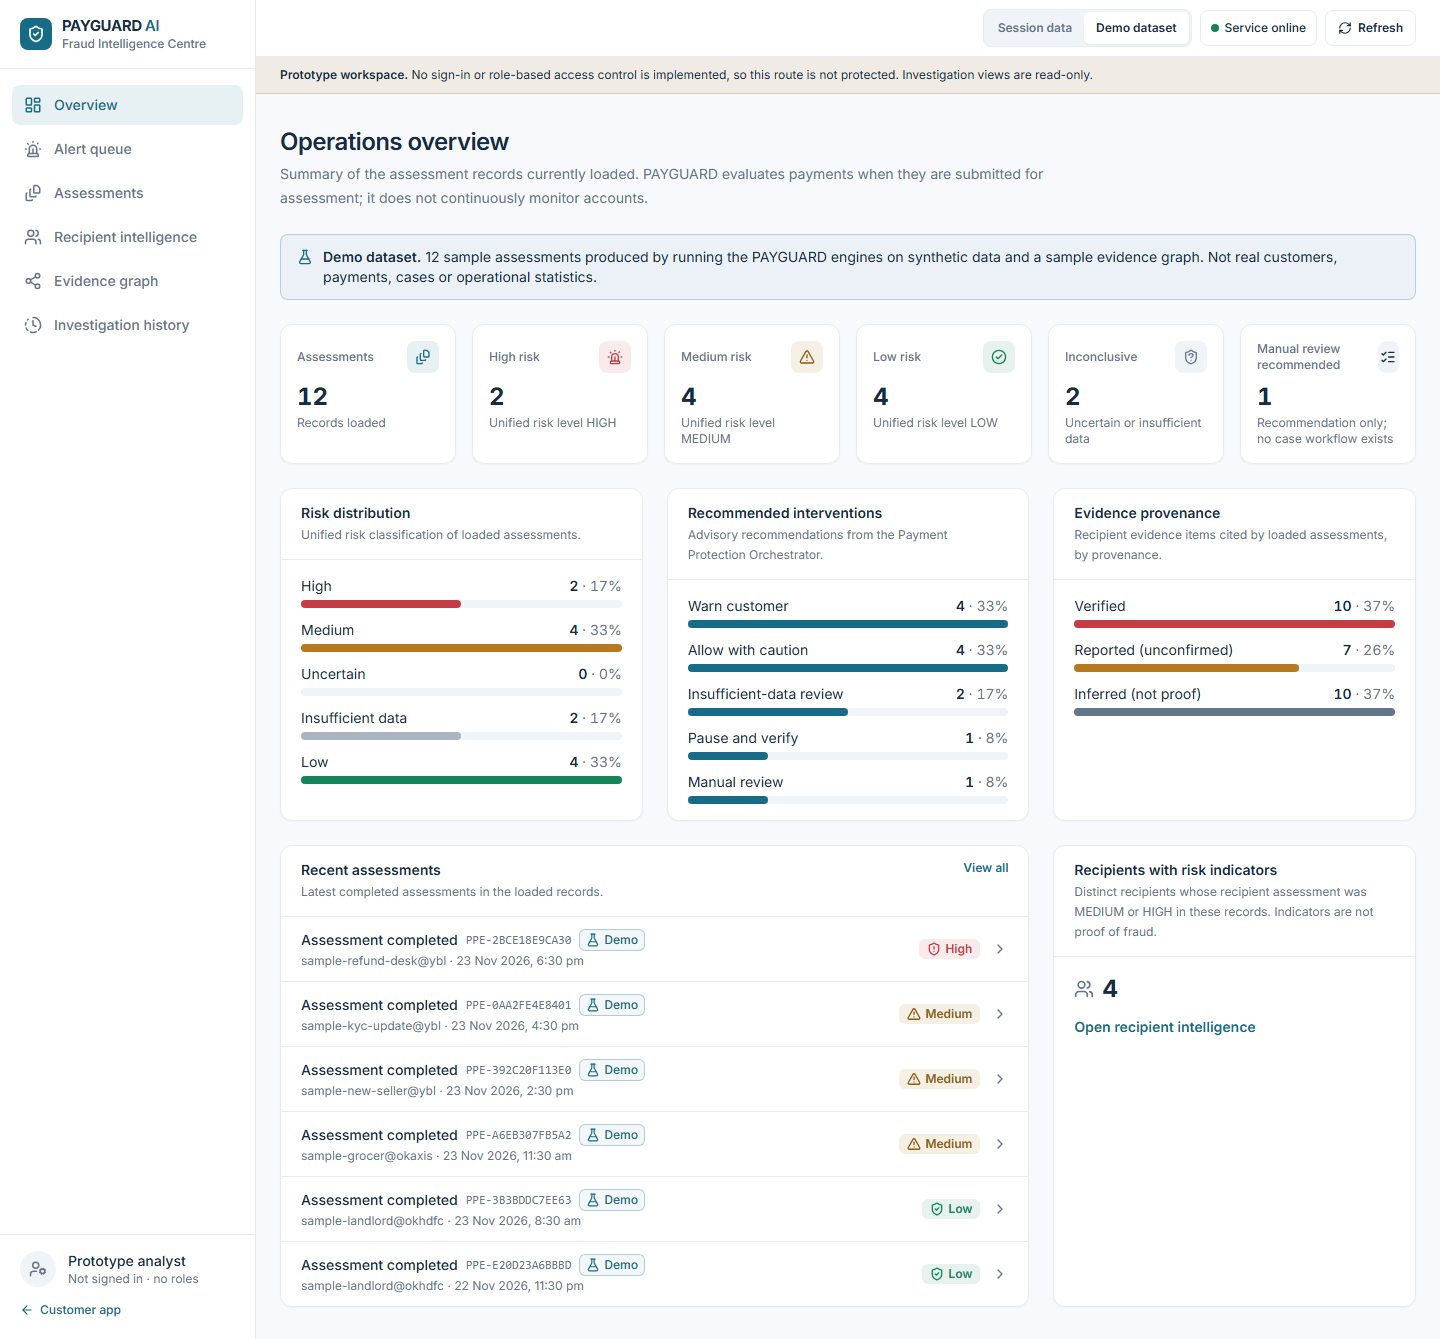 PAYGUARD AI
Fraud Intelligence Centre
Overview
Alert queue
Assessments
Recipient intelligence
Evidence graph
Investigation history
Prototype analyst
Not signed in · no roles
Customer app
Session data
Demo dataset
Service online
Refresh
Prototype workspace. No sign-in or role-based access control is implemented, so this route is not protected. Investigation views are read-only.
Operations overview
Summary of the assessment records currently loaded. PAYGUARD evaluates payments when they are submitted for
assessment; it does not continuously monitor accounts.
Demo dataset. 12 sample assessments produced by running the PAYGUARD engines on synthetic data and a sample evidence graph. Not real customers,
payments, cases or operational statistics.
Assessments
12
Records loaded
High risk
2
Unified risk level HIGH
Medium risk
4
Unified risk level
MEDIUM
Low risk
4
Unified risk level LOW
Inconclusive
2
Uncertain or insufficient
data
Manual review
recommended
1
Recommendation only;
no case workflow exists
Risk distribution
Unified risk classification of loaded assessments.
High 2 · 17%
Medium 4 · 33%
Uncertain 0 · 0%
Insufficient data 2 · 17%
Low 4 · 33%
Recommended interventions
Advisory recommendations from the Payment
Protection Orchestrator.
Warn customer 4 · 33%
Allow with caution 4 · 33%
Insufficient-data review 2 · 17%
Pause and verify 1 · 8%
Manual review 1 · 8%
Evidence provenance
Recipient evidence items cited by loaded assessments,
by provenance.
Verified 10 · 37%
Reported (unconfirmed) 7 · 26%
Inferred (not proof) 10 · 37%
Recent assessments
View all
Latest completed assessments in the loaded records.
Assessment completed PPE-2BCE18E9CA30 Demo
sample-refund-desk@ybl · 23 Nov 2026, 6:30 pm
High
Assessment completed PPE-0AA2FE4E8401 Demo
sample-kyc-update@ybl · 23 Nov 2026, 4:30 pm
Medium
Assessment completed PPE-392C20F113E0 Demo
sample-new-seller@ybl · 23 Nov 2026, 2:30 pm
Medium
Assessment completed PPE-A6EB307FB5A2 Demo
sample-grocer@okaxis · 23 Nov 2026, 11:30 am
Medium
Assessment completed PPE-3B3BDDC7EE63 Demo
sample-landlord@okhdfc · 23 Nov 2026, 8:30 am
Low
Assessment completed PPE-E20D23A6BBBD Demo
sample-landlord@okhdfc · 22 Nov 2026, 11:30 pm
Low
Recipients with risk indicators
Distinct recipients whose recipient assessment was
MEDIUM or HIGH in these records. Indicators are not
proof of fraud.
4
Open recipient intelligence